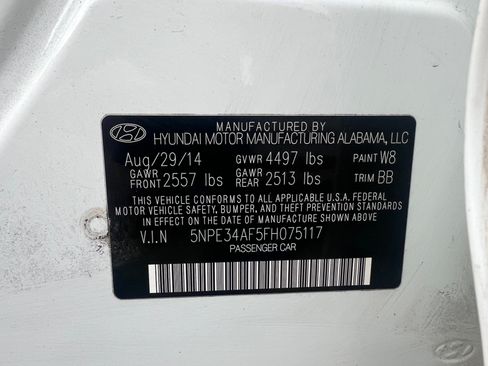 MANUFACTURED BY
HYUNDAI MOTOR MANUFACTURING ALABAMA, LLC
Aug/29/14 GVWR 4497 lbs PAINT W8
GAWR FRONT 2557 lbs GAWR REAR 2513 lbs TRIM BB
THIS VEHICLE CONFORMS TO ALL APPLICABLE U.S.A. FEDERAL
MOTOR VEHICLE SAFETY, BUMPER, AND THEFT PREVENTION STANDARDS
IN EFFECT ON THE DATE OF MANUFACTURE SHOWN ABOVE.
V.I.N 5NPE34AF5FH075117
PASSENGER CAR